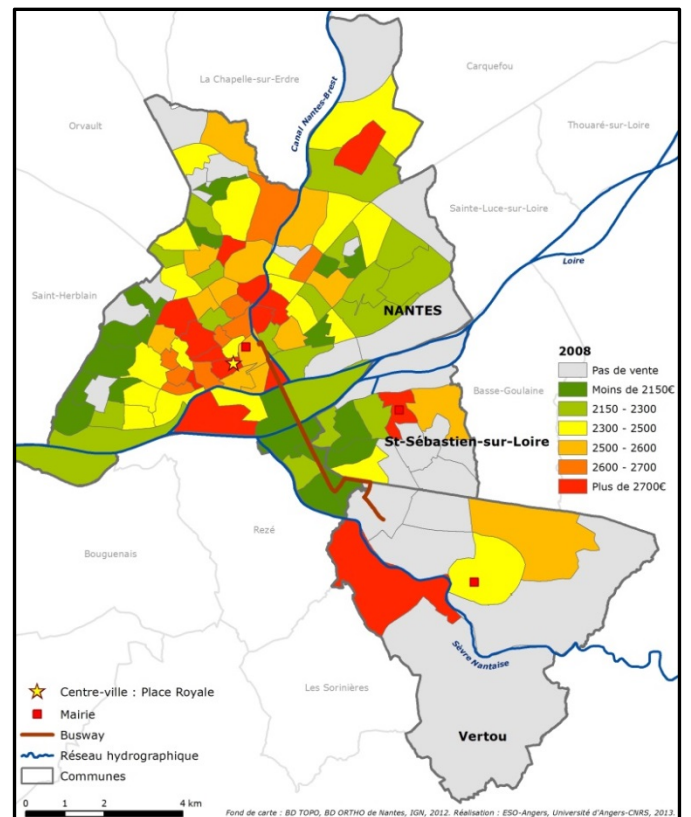 La Chapelle-sur-Erdre
Carquefou
Orvault
Canal Nantes-Brest
Thouaré-sur-Loire
Sainte-Luce-sur-Loire
Loire
Saint-Herblain
NANTES
2008
Pas de vente
Moins de 2150€
2150 - 2300
2300 - 2500
2500 - 2600
2600 - 2700
Plus de 2700€
Basse-Goulaine
St-Sébastien-sur-Loire
Rezé
Bouguenais
Sèvre Nantaise
Les Sorinières
Vertou
Centre-ville : Place Royale
Mairie
Busway
Réseau hydrographique
Communes
0 1 2 4 km
Fond de carte : BD TOPO, BD ORTHO de Nantes, IGN, 2012. Réalisation : ESO-Angers, Université d'Angers-CNRS, 2013.